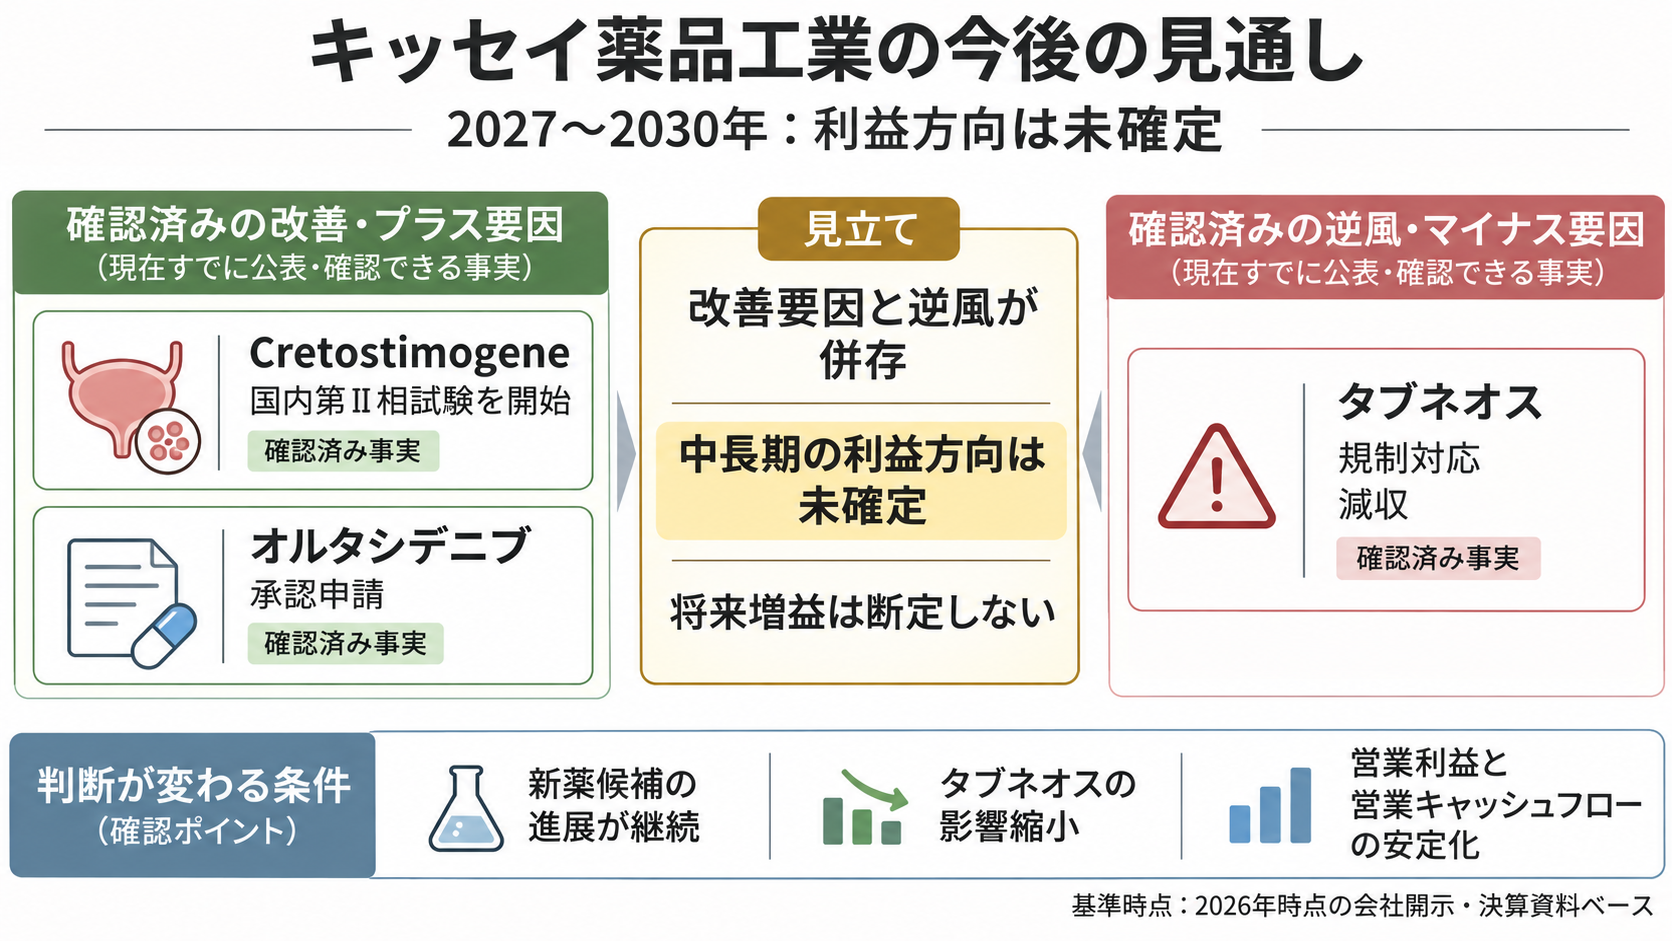 キッセイ薬品工業の今後の見通し
2027〜2030年：利益方向は未確定
確認済みの改善・プラス要因
（現在すでに公表・確認できる事実）
Cretostimogene
国内第Ⅱ相試験を開始
確認済み事実
オルタシデニブ
承認申請
確認済み事実
見立て
改善要因と逆風が
併存
中長期の利益方向は
未確定
将来増益は断定しない
確認済みの逆風・マイナス要因
（現在すでに公表・確認できる事実）
タブネオス
規制対応
減収
確認済み事実
判断が変わる条件
（確認ポイント）
新薬候補の
進展が継続
タブネオスの
影響縮小
営業利益と
営業キャッシュフロー
の安定化
基準時点：2026年時点の会社開示・決算資料ベース